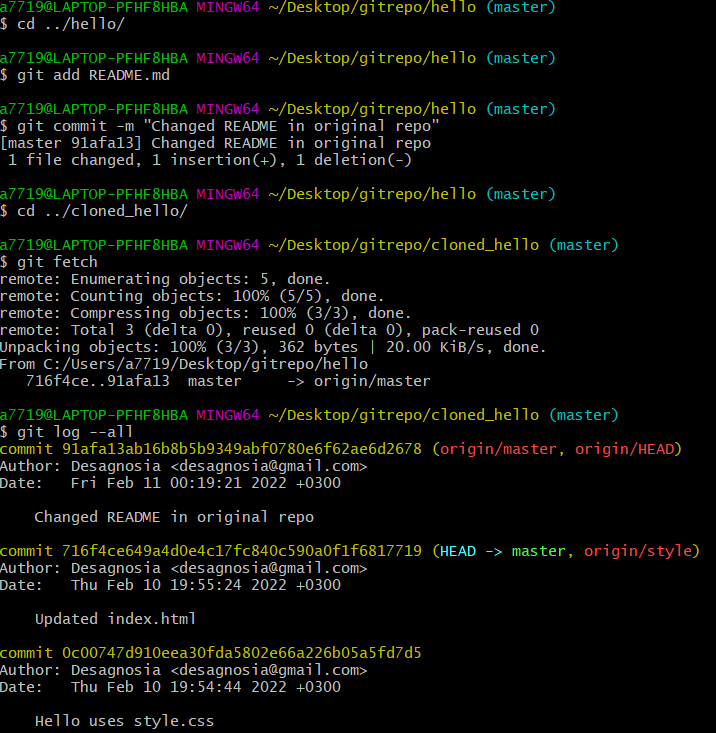 a7719@LAPTOP-PFHF8HBA MINGW64 ~/Desktop/gitrepo/hello (master)
$ cd ../hello/
a7719@LAPTOP-PFHF8HBA MINGW64 ~/Desktop/gitrepo/hello (master)
$ git add README.md
a7719@LAPTOP-PFHF8HBA MINGW64 ~/Desktop/gitrepo/hello (master)
$ git commit -m "Changed README in original repo"
[master 91afa13] Changed README in original repo
 1 file changed, 1 insertion(+), 1 deletion(-)
a7719@LAPTOP-PFHF8HBA MINGW64 ~/Desktop/gitrepo/hello (master)
$ cd ../cloned_hello/
a7719@LAPTOP-PFHF8HBA MINGW64 ~/Desktop/gitrepo/cloned_hello (master)
$ git fetch
remote: Enumerating objects: 5, done.
remote: Counting objects: 100% (5/5), done.
remote: Compressing objects: 100% (3/3), done.
remote: Total 3 (delta 0), reused 0 (delta 0), pack-reused 0
Unpacking objects: 100% (3/3), 362 bytes | 20.00 KiB/s, done.
From C:/Users/a7719/Desktop/gitrepo/hello
   716f4ce..91afa13  master     -> origin/master
a7719@LAPTOP-PFHF8HBA MINGW64 ~/Desktop/gitrepo/cloned_hello (master)
$ git log --all
commit 91afa13ab16b8b5b9349abf0780e6f62ae6d2678 (origin/master, origin/HEAD)
Author: Desagnosia <desagnosia@gmail.com>
Date:   Fri Feb 11 00:19:21 2022 +0300
    Changed README in original repo
commit 716f4ce649a4d0e4c17fc840c590a0f1f6817719 (HEAD -> master, origin/style)
Author: Desagnosia <desagnosia@gmail.com>
Date:   Thu Feb 10 19:55:24 2022 +0300
    Updated index.html
commit 0c00747d910eea30fda5802e66a226b05a5fd7d5
Author: Desagnosia <desagnosia@gmail.com>
Date:   Thu Feb 10 19:54:44 2022 +0300
    Hello uses style.css